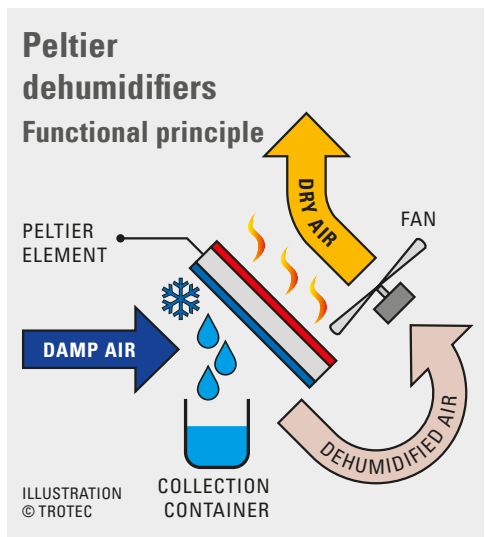 Peltier
dehumidifiers
Functional principle
DRY AIR
FAN
PELTIER
ELEMENT
DAMP AIR
DEHUMIDIFIED AIR
COLLECTION
CONTAINER
ILLUSTRATION
© TROTEC